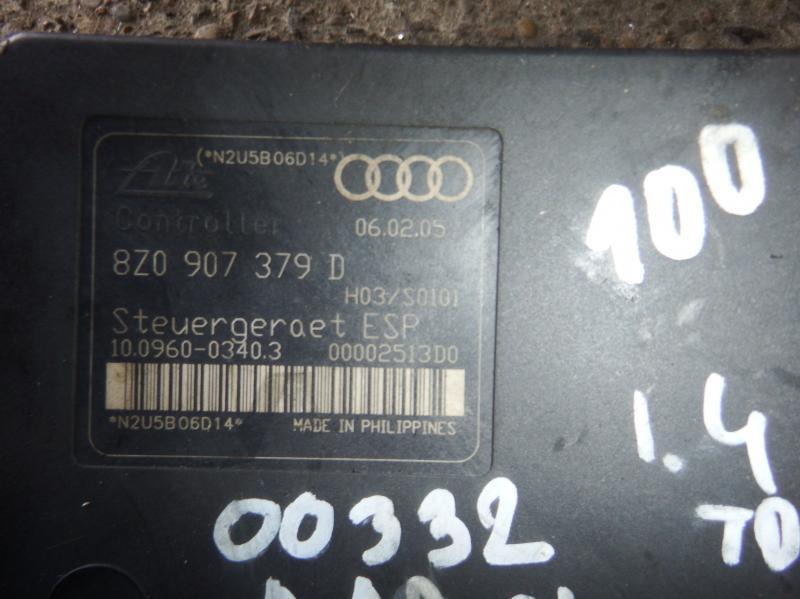 (*N2U5B06D14*)
Ate
Controller 06.02.05
8Z0 907 379 D
H03/S0101
Steuergeraet ESP
10.0960-0340.3 00002513D0
*N2U5B06D14* MADE IN PHILIPPINES
100
1.4
TD
00332